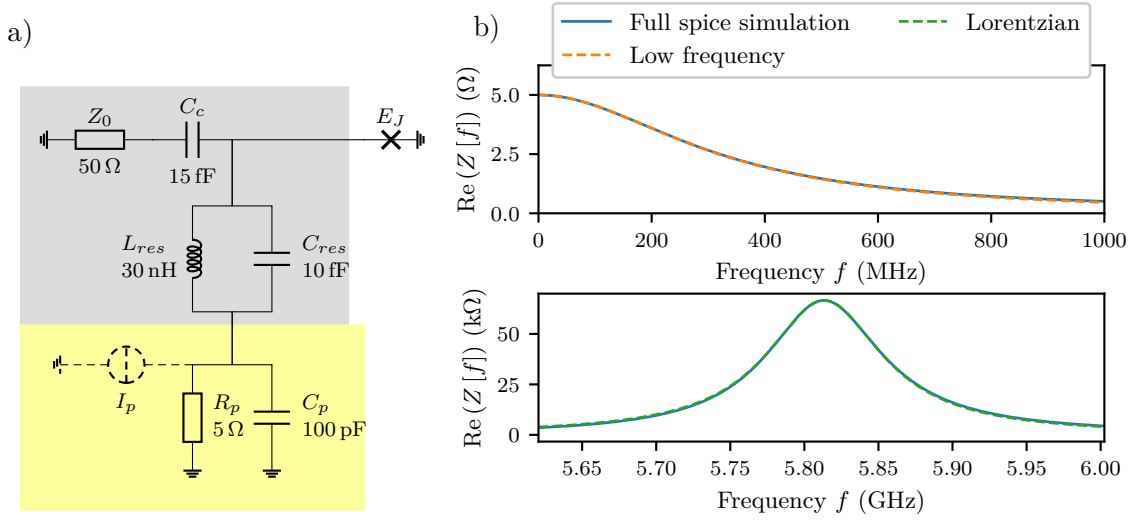 a)
Z₀
50 Ω
C_c
15 fF
E_J
L_res
30 nH
C_res
10 fF
I_p
R_p
5 Ω
C_p
100 pF
b)
Full spice simulation
Low frequency
Lorentzian
Re(Z [f]) (Ω)
5.0
2.5
0.0
0 200 400 600 800 1000
Frequency f (MHz)
Re(Z [f]) (kΩ)
50
25
0
5.65 5.70 5.75 5.80 5.85 5.90 5.95 6.00
Frequency f (GHz)